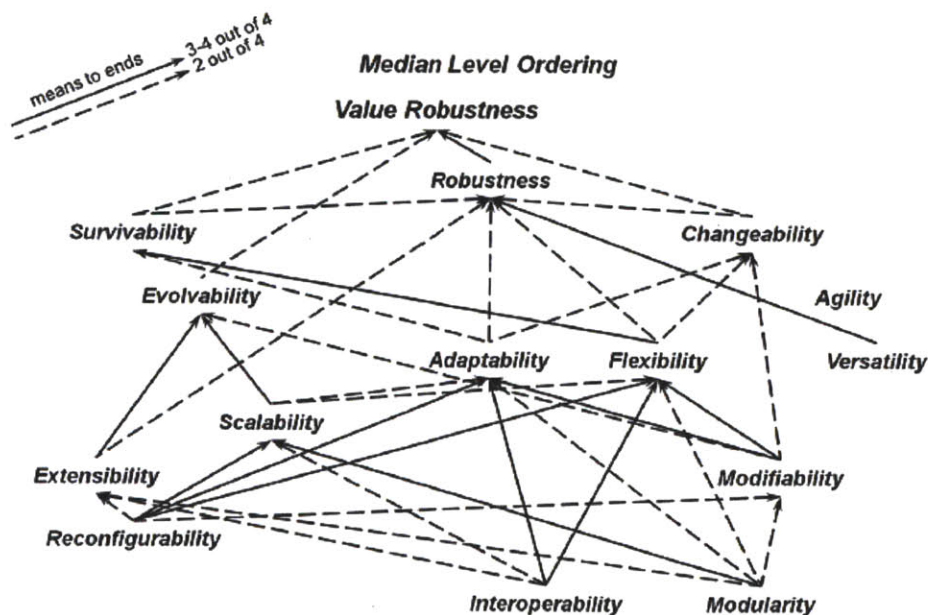 means to ends
3-4 out of 4
2 out of 4
Median Level Ordering
Value Robustness
Robustness
Survivability
Changeability
Evolvability
Agility
Adaptability
Flexibility
Versatility
Scalability
Extensibility
Modifiability
Reconfigurability
Interoperability
Modularity